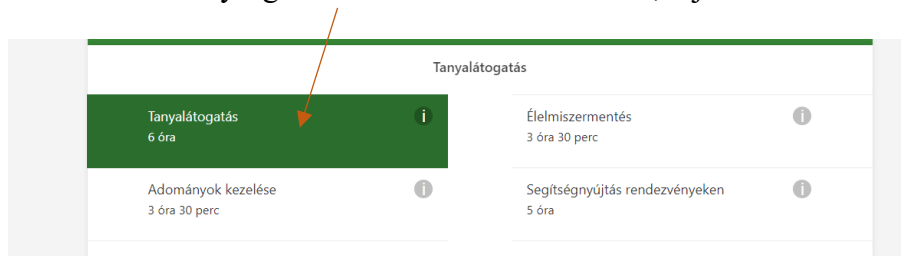 Tanyalátogatás
Tanyalátogatás
6 óra
Élelmiszermentés
3 óra 30 perc
Adományok kezelése
3 óra 30 perc
Segítségnyújtás rendezvényeken
5 óra